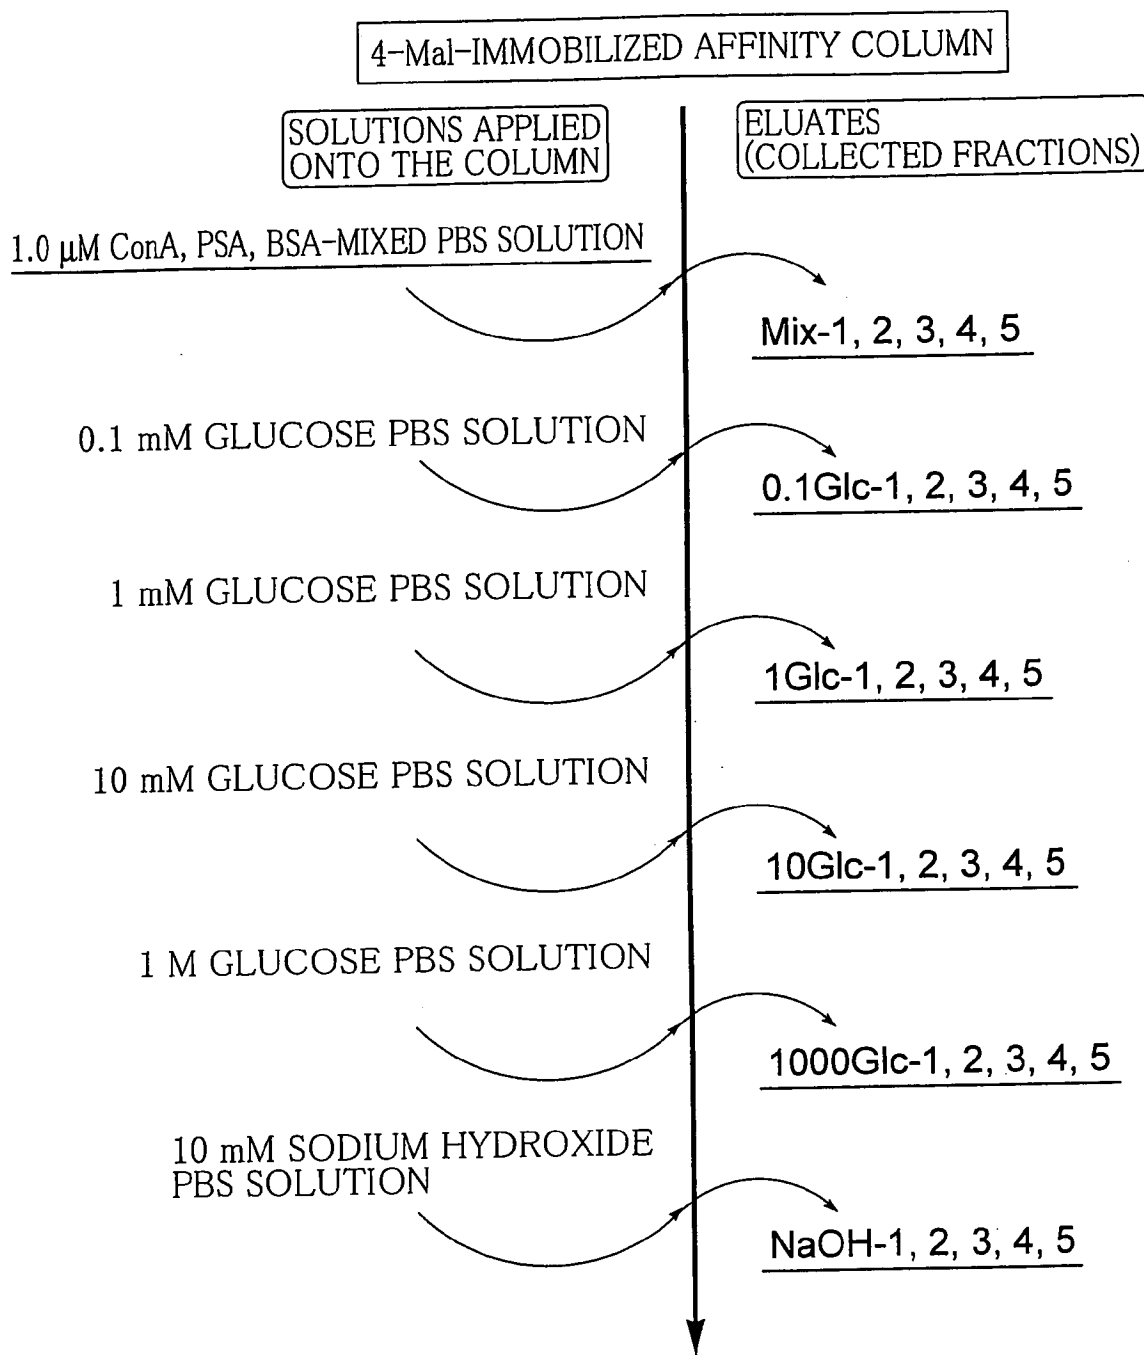 4-Mal-IMMOBILIZED AFFINITY COLUMN
SOLUTIONS APPLIED
ONTO THE COLUMN
ELUATES
(COLLECTED FRACTIONS)
1.0 μM ConA, PSA, BSA-MIXED PBS SOLUTION
Mix-1, 2, 3, 4, 5
0.1 mM GLUCOSE PBS SOLUTION
0.1Glc-1, 2, 3, 4, 5
1 mM GLUCOSE PBS SOLUTION
1Glc-1, 2, 3, 4, 5
10 mM GLUCOSE PBS SOLUTION
10Glc-1, 2, 3, 4, 5
1 M GLUCOSE PBS SOLUTION
1000Glc-1, 2, 3, 4, 5
10 mM SODIUM HYDROXIDE
PBS SOLUTION
NaOH-1, 2, 3, 4, 5